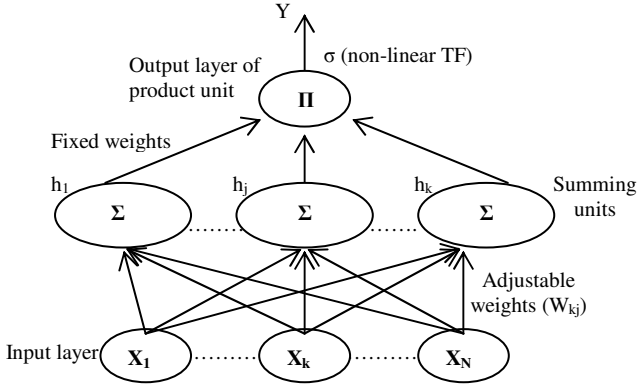 Y
σ (non-linear TF)
Output layer of
product unit
Π
Fixed weights
h1
hj
hk
Summing
units
Σ
Σ
Σ
Adjustable
weights (Wkj)
Input layer
X1
Xk
XN